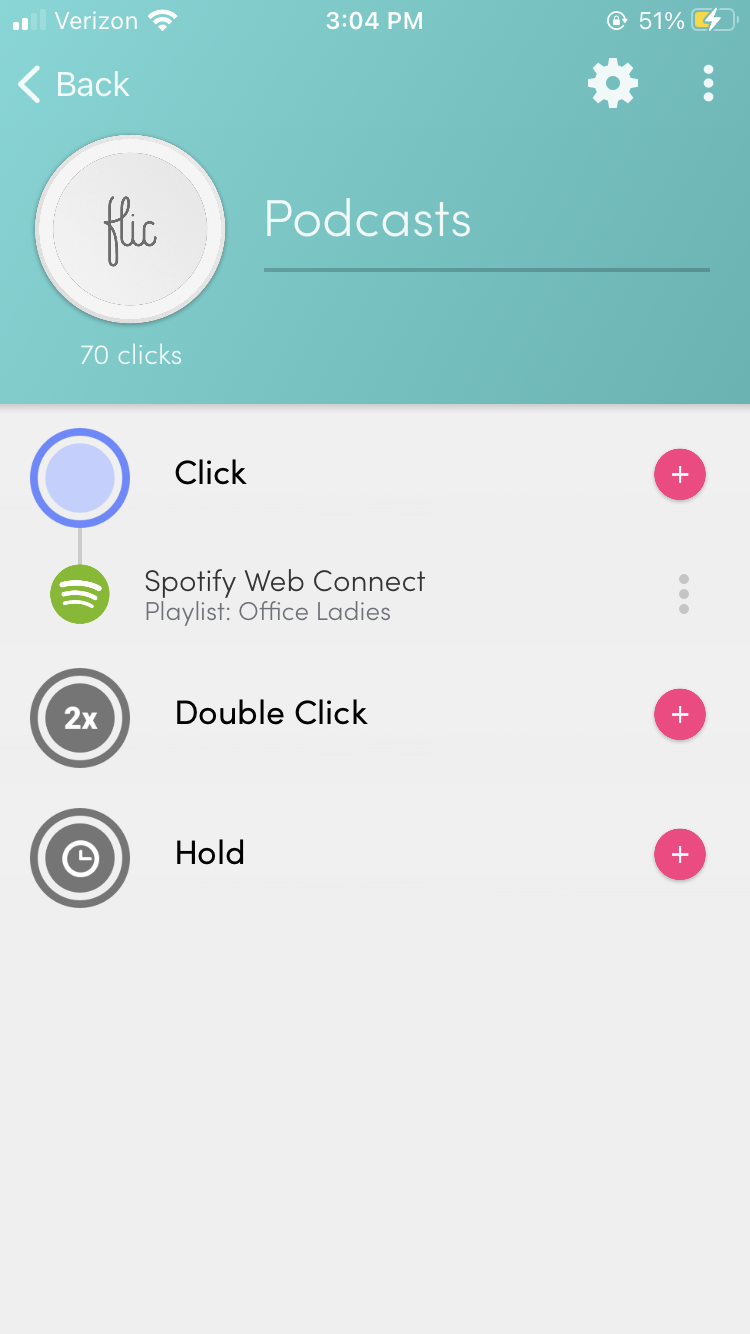 Verizon 3:04 PM 51%
Back
flic
Podcasts
70 clicks
Click
Spotify Web Connect
Playlist: Office Ladies
2x Double Click
Hold